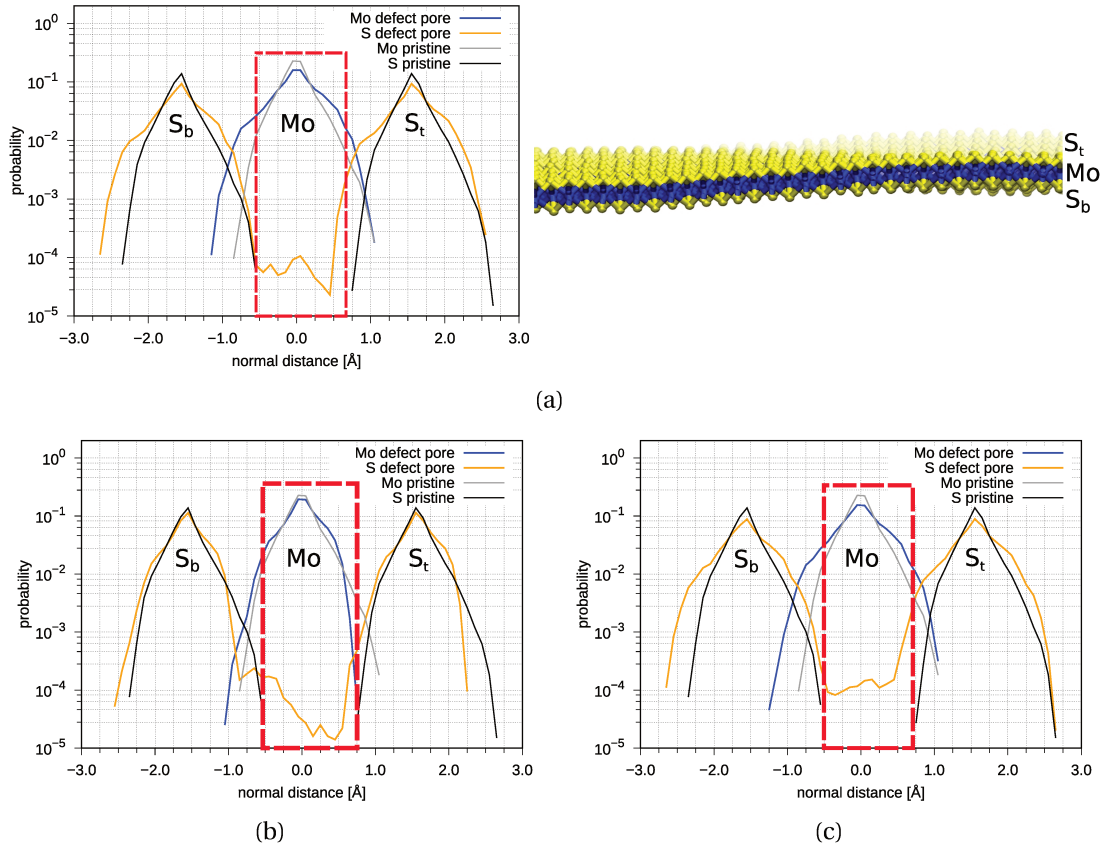 10⁰
10⁻¹
10⁻²
10⁻³
10⁻⁴
10⁻⁵
probability
Mo defect pore
S defect pore
Mo pristine
S pristine
S_b
Mo
S_t
−3.0 −2.0 −1.0 0.0 1.0 2.0 3.0
normal distance [Å]
S_t
Mo
S_b
(a)
10⁰
10⁻¹
10⁻²
10⁻³
10⁻⁴
10⁻⁵
probability
Mo defect pore
S defect pore
Mo pristine
S pristine
S_b
Mo
S_t
−3.0 −2.0 −1.0 0.0 1.0 2.0 3.0
normal distance [Å]
(b)
10⁰
10⁻¹
10⁻²
10⁻³
10⁻⁴
10⁻⁵
probability
Mo defect pore
S defect pore
Mo pristine
S pristine
S_b
Mo
S_t
−3.0 −2.0 −1.0 0.0 1.0 2.0 3.0
normal distance [Å]
(c)